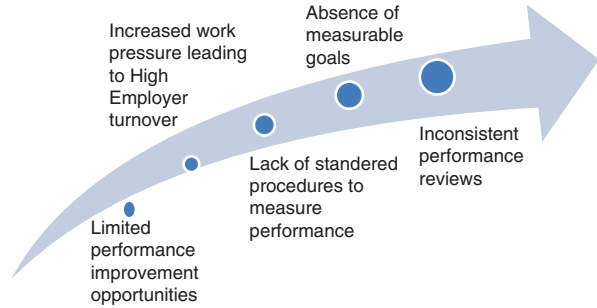 Limited
performance
improvement
opportunities
Increased work
pressure leading
to High
Employer
turnover
Lack of standered
procedures to
measure
performance
Absence of
measurable
goals
Inconsistent
performance
reviews